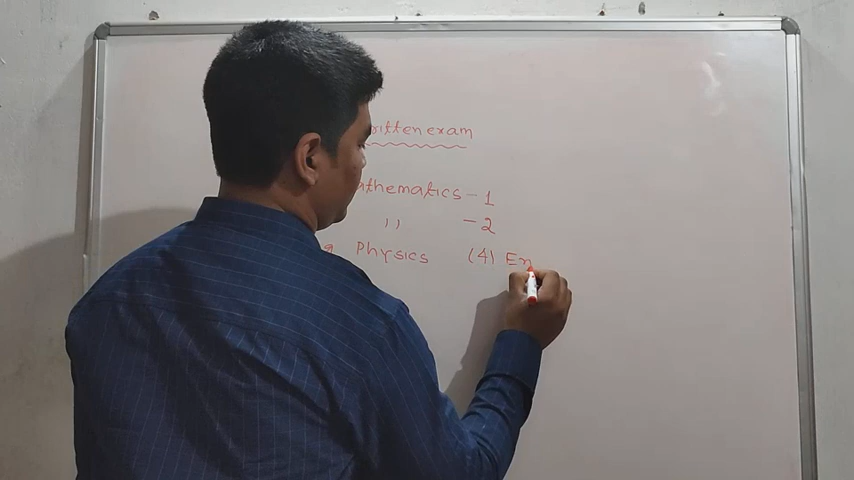 ritten exam
athematics - 1
,, - 2
Physics (4) En